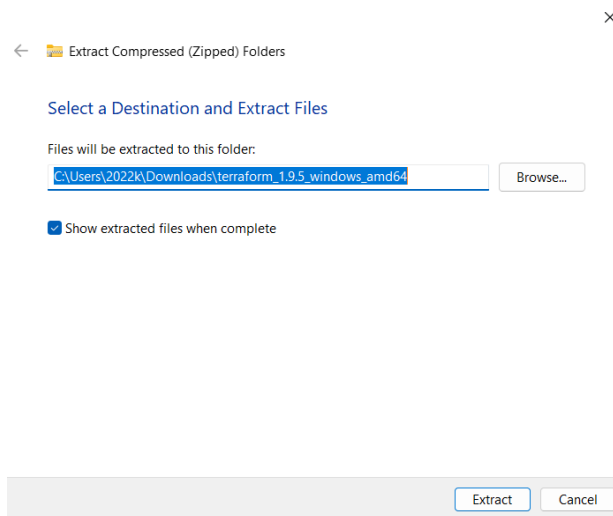 Extract Compressed (Zipped) Folders
Select a Destination and Extract Files
Files will be extracted to this folder:
C:\Users\2022k\Downloads\terraform_1.9.5_windows_amd64
Browse...
Show extracted files when complete
Extract
Cancel